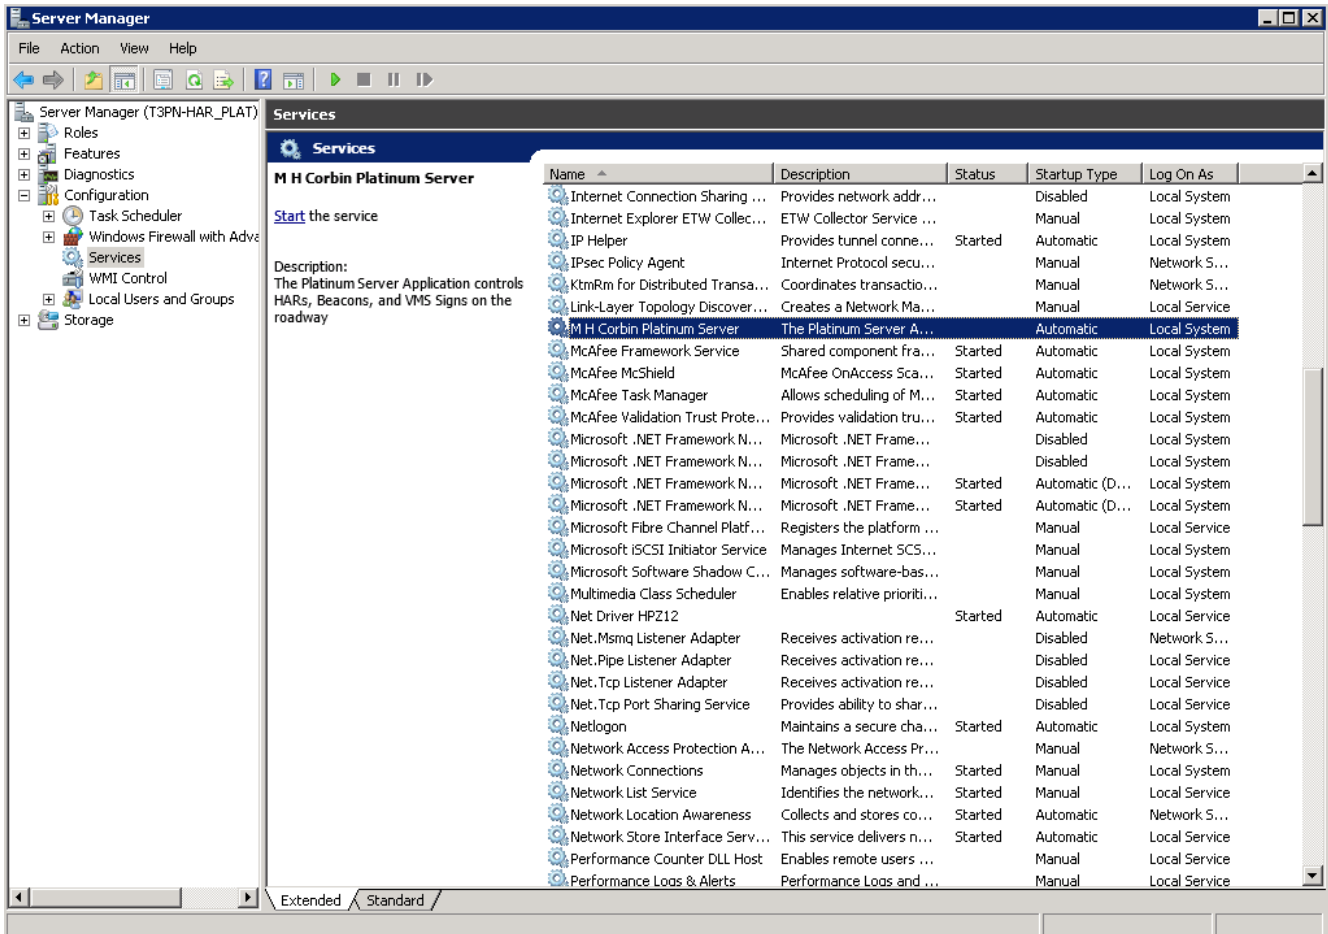 Server Manager
File Action View Help
Server Manager (T3PN-HAR_PLAT)
Roles
Features
Diagnostics
Configuration
Task Scheduler
Windows Firewall with Adva
Services
WMI Control
Local Users and Groups
Storage
Services
Services
M H Corbin Platinum Server
Start the service
Description:
The Platinum Server Application controls
HARs, Beacons, and VMS Signs on the
roadway
Name Description Status Startup Type Log On As
Internet Connection Sharing ... Provides network addr... Disabled Local System
Internet Explorer ETW Collec... ETW Collector Service ... Manual Local System
IP Helper Provides tunnel conne... Started Automatic Local System
IPsec Policy Agent Internet Protocol secu... Manual Network S...
KtmRm for Distributed Transa... Coordinates transactio... Manual Network S...
Link-Layer Topology Discover... Creates a Network Ma... Manual Local Service
M H Corbin Platinum Server The Platinum Server A... Automatic Local System
McAfee Framework Service Shared component fra... Started Automatic Local System
McAfee McShield McAfee OnAccess Sca... Started Automatic Local System
McAfee Task Manager Allows scheduling of M... Started Automatic Local System
McAfee Validation Trust Prote... Provides validation tru... Started Automatic Local System
Microsoft .NET Framework N... Microsoft .NET Frame... Disabled Local System
Microsoft .NET Framework N... Microsoft .NET Frame... Disabled Local System
Microsoft .NET Framework N... Microsoft .NET Frame... Started Automatic (D... Local System
Microsoft .NET Framework N... Microsoft .NET Frame... Started Automatic (D... Local System
Microsoft Fibre Channel Platf... Registers the platform ... Manual Local Service
Microsoft iSCSI Initiator Service Manages Internet SCS... Manual Local System
Microsoft Software Shadow C... Manages software-bas... Manual Local System
Multimedia Class Scheduler Enables relative prioriti... Manual Local System
Net Driver HPZ12 Started Automatic Local Service
Net.Msmq Listener Adapter Receives activation re... Disabled Network S...
Net.Pipe Listener Adapter Receives activation re... Disabled Local Service
Net.Tcp Listener Adapter Receives activation re... Disabled Local Service
Net.Tcp Port Sharing Service Provides ability to shar... Disabled Local Service
Netlogon Maintains a secure cha... Started Automatic Local System
Network Access Protection A... The Network Access Pr... Manual Network S...
Network Connections Manages objects in th... Started Manual Local System
Network List Service Identifies the network... Started Manual Local Service
Network Location Awareness Collects and stores co... Started Automatic Network S...
Network Store Interface Serv... This service delivers n... Started Automatic Local Service
Performance Counter DLL Host Enables remote users ... Manual Local Service
Performance Logs & Alerts Performance Logs and ... Manual Local Service
Extended Standard